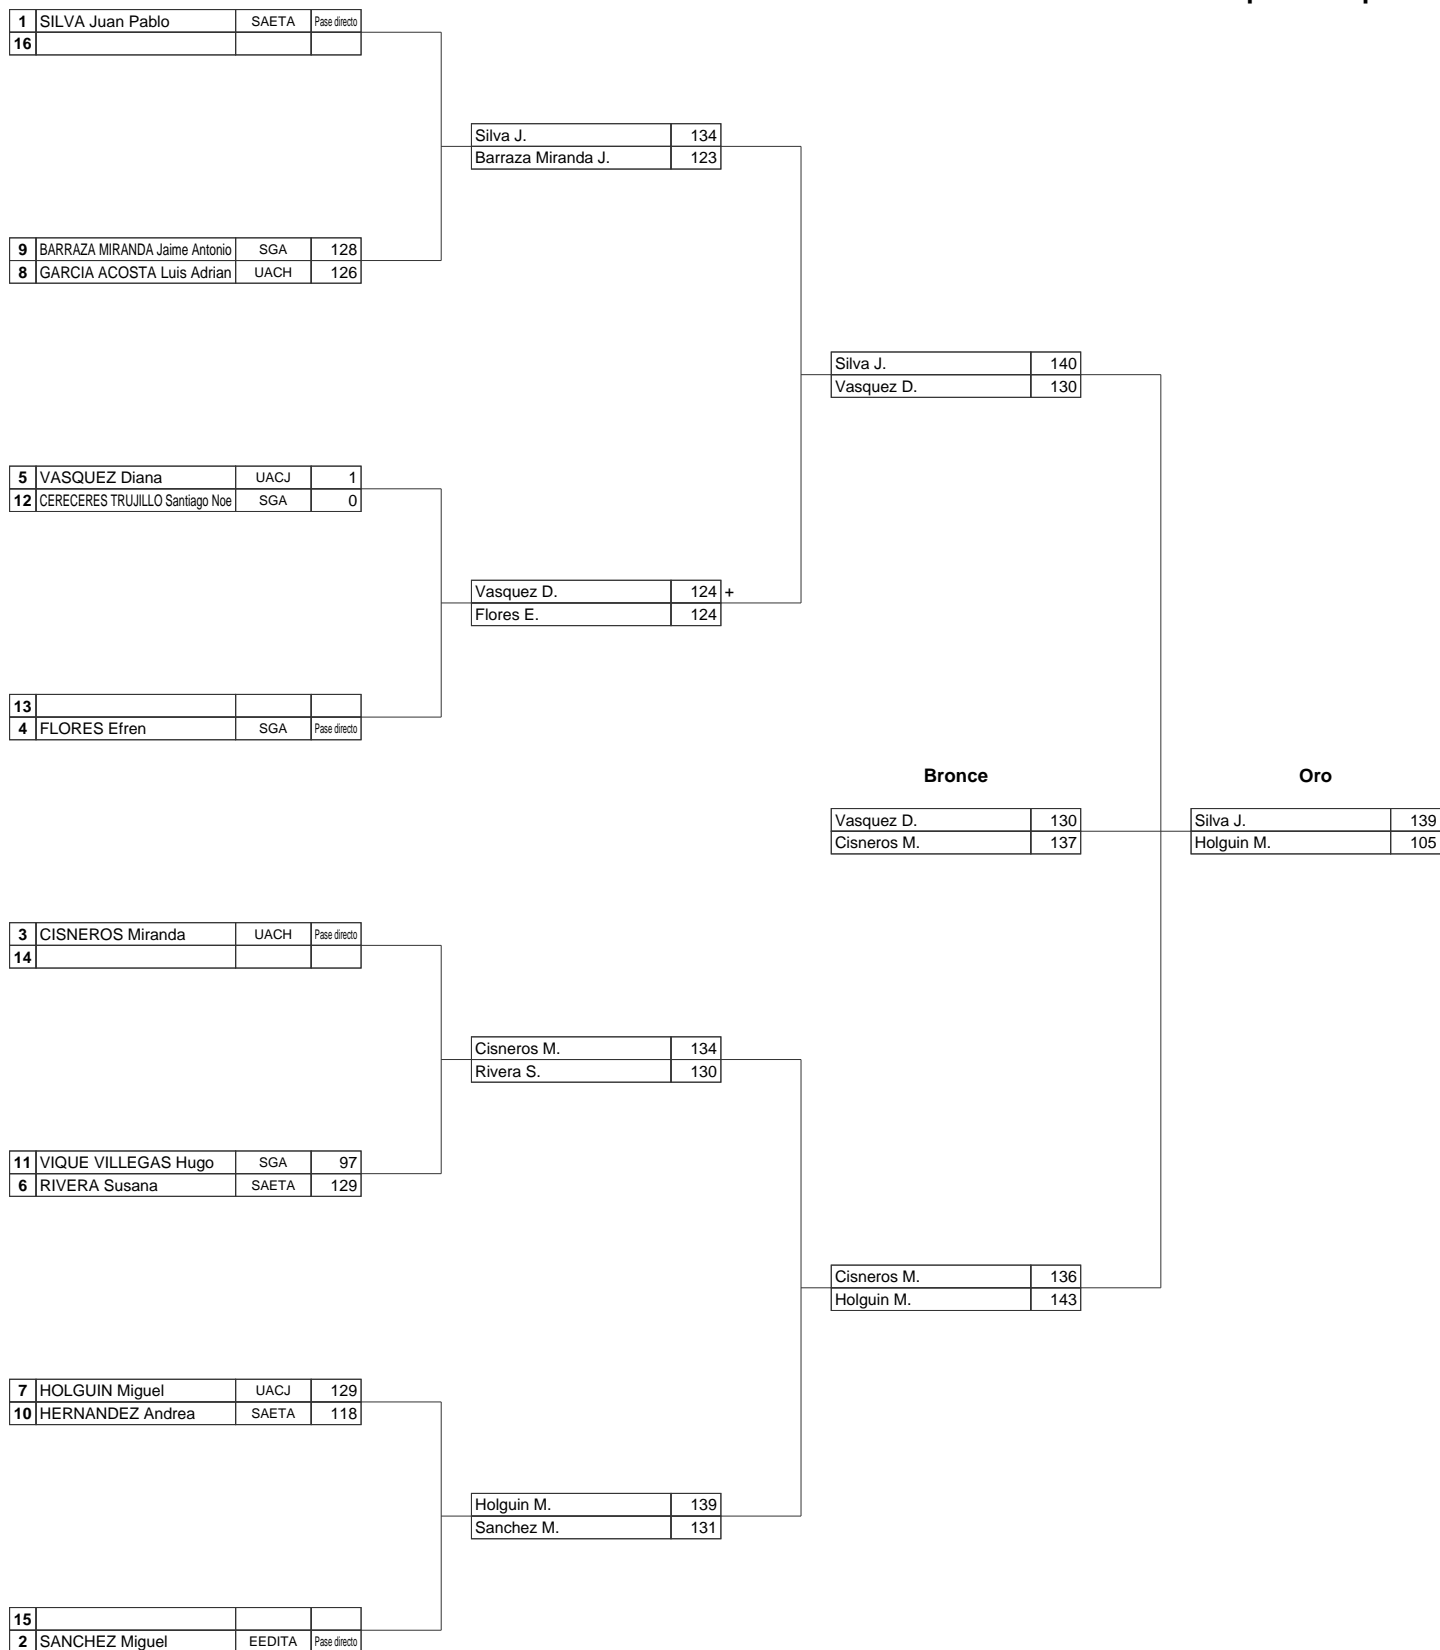 1 SILVA Juan Pablo SAETA Pase directo
16
Silva J. 134
Barraza Miranda J. 123
9 BARRAZA MIRANDA Jaime Antonio SGA 128
8 GARCIA ACOSTA Luis Adrian UACH 126
Silva J. 140
Vasquez D. 130
5 VASQUEZ Diana UACJ 1
12 CERECERES TRUJILLO Santiago Noe SGA 0
Vasquez D. 124 +
Flores E. 124
13
4 FLORES Efren SGA Pase directo
Bronce Oro
Vasquez D. 130 Silva J. 139
Cisneros M. 137 Holguin M. 105
3 CISNEROS Miranda UACH Pase directo
14
Cisneros M. 134
Rivera S. 130
11 VIQUE VILLEGAS Hugo SGA 97
6 RIVERA Susana SAETA 129
Cisneros M. 136
Holguin M. 143
7 HOLGUIN Miguel UACJ 129
10 HERNANDEZ Andrea SAETA 118
Holguin M. 139
Sanchez M. 131
15
2 SANCHEZ Miguel EEDITA Pase directo